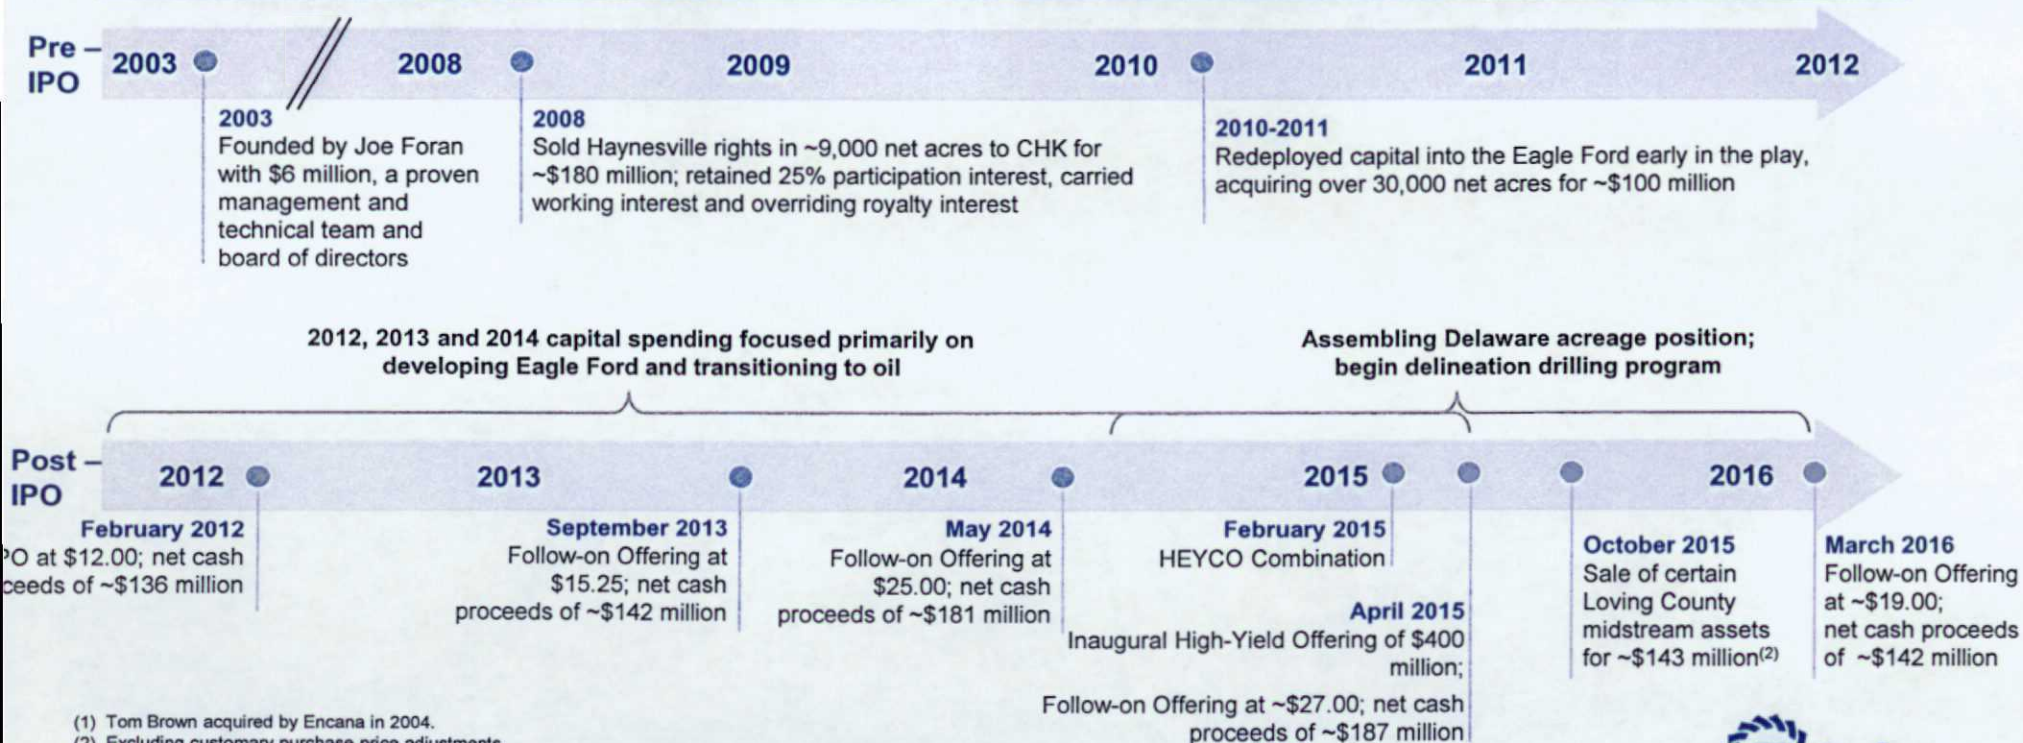 Pre –
IPO
2003
2008
2009
2010
2011
2012
2003
Founded by Joe Foran
with $6 million, a proven
management and
technical team and
board of directors
2008
Sold Haynesville rights in ~9,000 net acres to CHK for
~$180 million; retained 25% participation interest, carried
working interest and overriding royalty interest
2010-2011
Redeployed capital into the Eagle Ford early in the play,
acquiring over 30,000 net acres for ~$100 million
2012, 2013 and 2014 capital spending focused primarily on
developing Eagle Ford and transitioning to oil
Assembling Delaware acreage position;
begin delineation drilling program
Post –
IPO
2012
2013
2014
2015
2016
February 2012
PO at $12.00; net cash
ceeds of ~$136 million
September 2013
Follow-on Offering at
$15.25; net cash
proceeds of ~$142 million
May 2014
Follow-on Offering at
$25.00; net cash
proceeds of ~$181 million
February 2015
HEYCO Combination
April 2015
Inaugural High-Yield Offering of $400
million;
Follow-on Offering at ~$27.00; net cash
proceeds of ~$187 million
October 2015
Sale of certain
Loving County
midstream assets
for ~$143 million(2)
March 2016
Follow-on Offering
at ~$19.00;
net cash proceeds
of ~$142 million
(1) Tom Brown acquired by Encana in 2004.
(2) Excluding customary purchase price adjustments